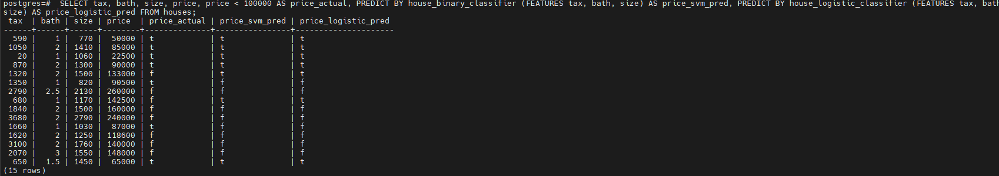 postgres=#  SELECT tax, bath, size, price, price < 100000 AS price_actual, PREDICT BY house_binary_classifier (FEATURES tax, bath, size) AS price_svm_pred, PREDICT BY house_logistic_classifier (FEATURES tax, bath
size) AS price_logistic_pred FROM houses;
 tax  | bath | size | price  | price_actual | price_svm_pred | price_logistic_pred
------+------+------+--------+--------------+----------------+---------------------
  590 |    1 |  770 |  50000 | t            | t              | t
 1050 |    2 | 1410 |  85000 | t            | t              | t
   20 |    1 | 1060 |  22500 | t            | t              | t
  870 |    2 | 1300 |  90000 | t            | t              | t
 1320 |    2 | 1500 | 133000 | f            | t              | t
 1350 |    1 |  820 |  90500 | t            | f              | f
 2790 |  2.5 | 2130 | 260000 | f            | f              | f
  680 |    1 | 1170 | 142500 | f            | t              | t
 1840 |    2 | 1500 | 160000 | f            | f              | f
 3680 |    2 | 2790 | 240000 | f            | f              | f
 1660 |    1 | 1030 |  87000 | t            | f              | f
 1620 |    2 | 1250 | 118600 | f            | f              | f
 3100 |    2 | 1760 | 140000 | f            | f              | f
 2070 |    3 | 1550 | 148000 | f            | f              | f
  650 |  1.5 | 1450 |  65000 | t            | t              | t
(15 rows)